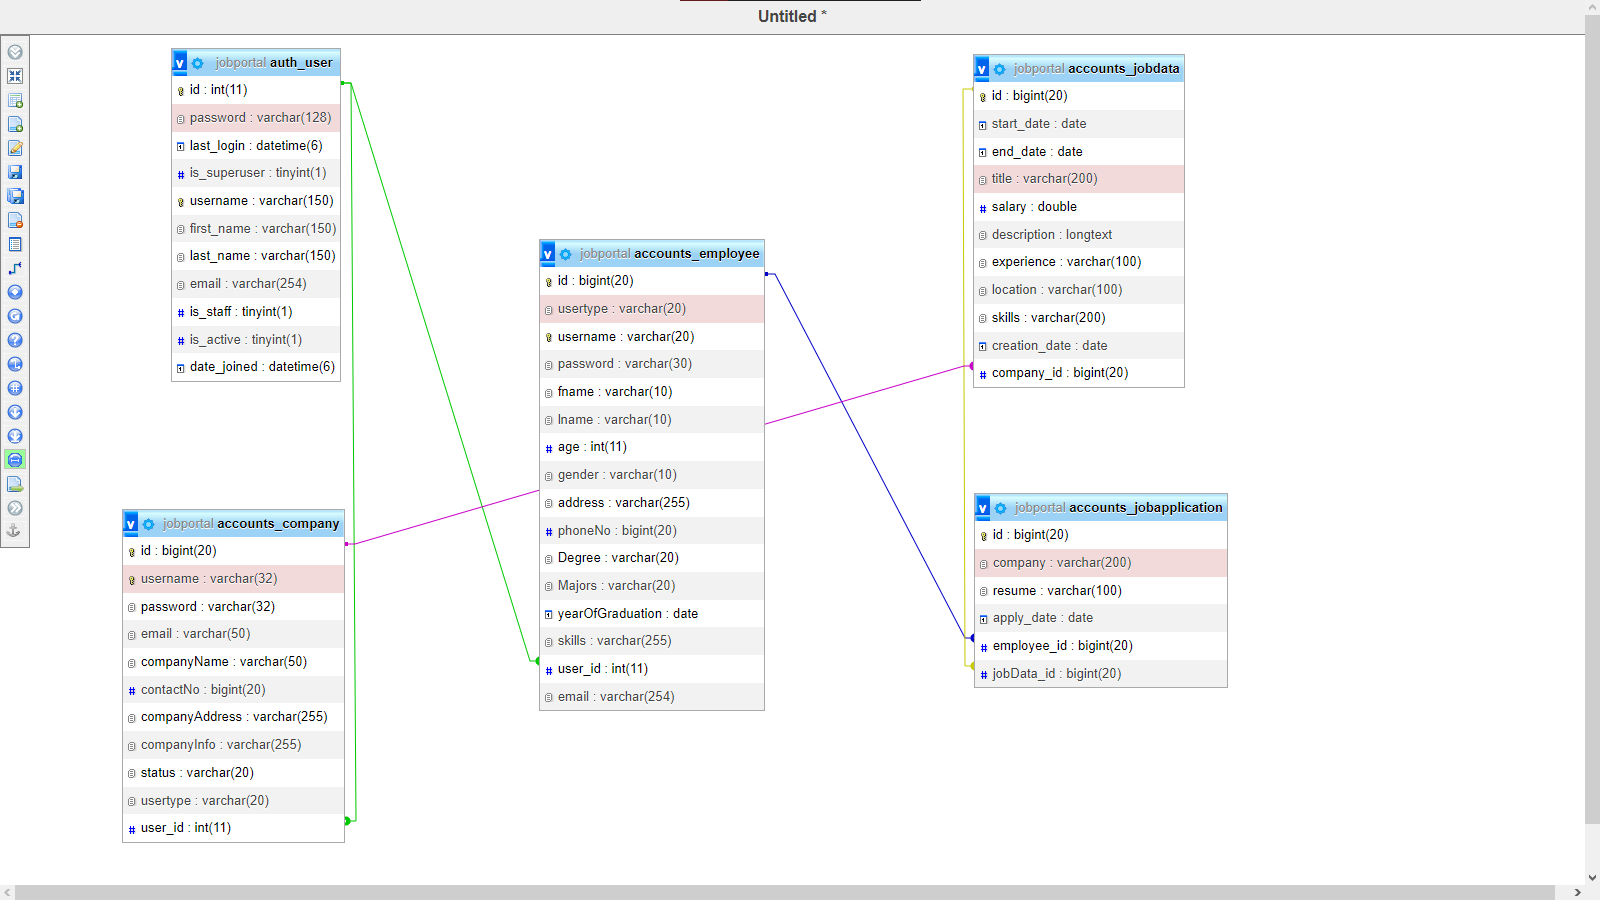 Untitled *
v jobportal auth_user
id : int(11)
password : varchar(128)
last_login : datetime(6)
is_superuser : tinyint(1)
username : varchar(150)
first_name : varchar(150)
last_name : varchar(150)
email : varchar(254)
is_staff : tinyint(1)
is_active : tinyint(1)
date_joined : datetime(6)
v jobportal accounts_company
id : bigint(20)
username : varchar(32)
password : varchar(32)
email : varchar(50)
companyName : varchar(50)
contactNo : bigint(20)
companyAddress : varchar(255)
companyInfo : varchar(255)
status : varchar(20)
usertype : varchar(20)
user_id : int(11)
v jobportal accounts_employee
id : bigint(20)
usertype : varchar(20)
username : varchar(20)
password : varchar(30)
fname : varchar(10)
lname : varchar(10)
age : int(11)
gender : varchar(10)
address : varchar(255)
phoneNo : bigint(20)
Degree : varchar(20)
Majors : varchar(20)
yearOfGraduation : date
skills : varchar(255)
user_id : int(11)
email : varchar(254)
v jobportal accounts_jobdata
id : bigint(20)
start_date : date
end_date : date
title : varchar(200)
salary : double
description : longtext
experience : varchar(100)
location : varchar(100)
skills : varchar(200)
creation_date : date
company_id : bigint(20)
v jobportal accounts_jobapplication
id : bigint(20)
company : varchar(200)
resume : varchar(100)
apply_date : date
employee_id : bigint(20)
jobData_id : bigint(20)